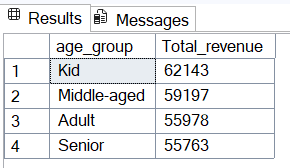 Results Messages
age_group Total_revenue
1 Kid 62143
2 Middle-aged 59197
3 Adult 55978
4 Senior 55763